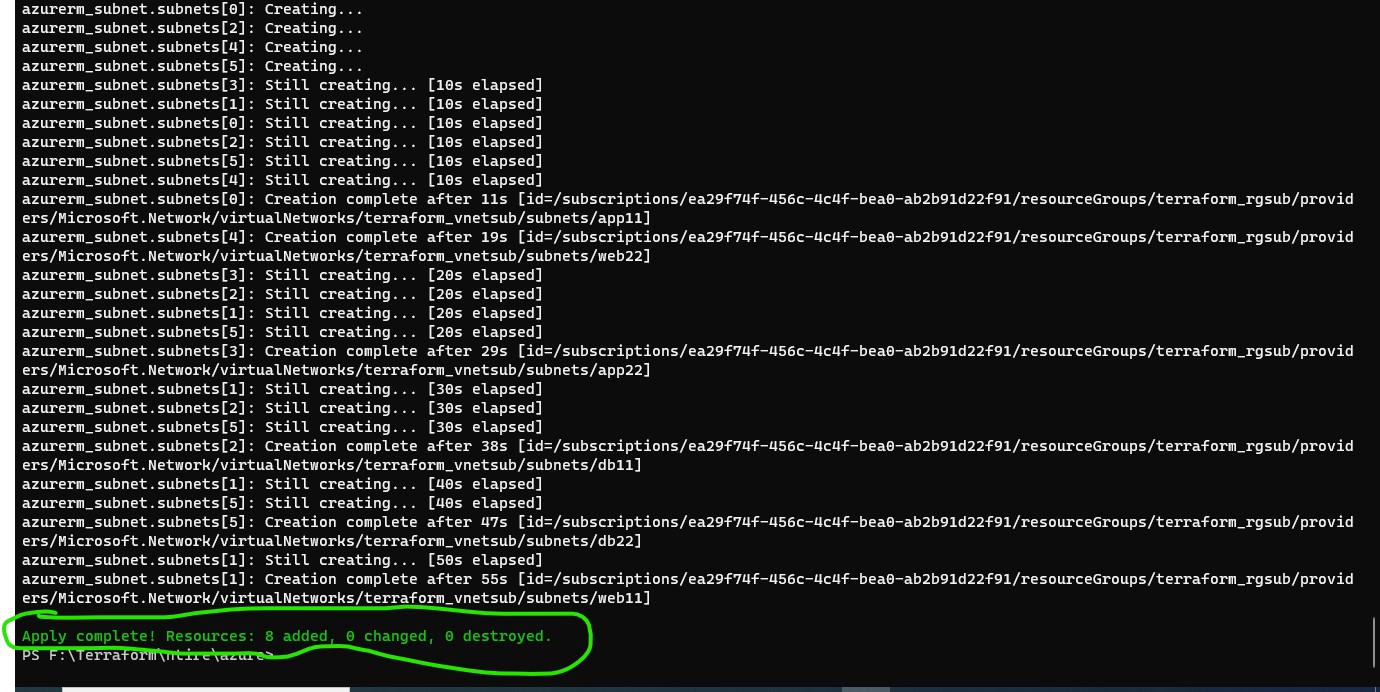 azurerm_subnet.subnets[0]: Creating...
azurerm_subnet.subnets[2]: Creating...
azurerm_subnet.subnets[4]: Creating...
azurerm_subnet.subnets[5]: Creating...
azurerm_subnet.subnets[3]: Still creating... [10s elapsed]
azurerm_subnet.subnets[1]: Still creating... [10s elapsed]
azurerm_subnet.subnets[0]: Still creating... [10s elapsed]
azurerm_subnet.subnets[2]: Still creating... [10s elapsed]
azurerm_subnet.subnets[5]: Still creating... [10s elapsed]
azurerm_subnet.subnets[4]: Still creating... [10s elapsed]
azurerm_subnet.subnets[0]: Creation complete after 11s [id=/subscriptions/ea29f74f-456c-4c4f-bea0-ab2b91d22f91/resourceGroups/terraform_rgsub/provid
ers/Microsoft.Network/virtualNetworks/terraform_vnetsub/subnets/app11]
azurerm_subnet.subnets[4]: Creation complete after 19s [id=/subscriptions/ea29f74f-456c-4c4f-bea0-ab2b91d22f91/resourceGroups/terraform_rgsub/provid
ers/Microsoft.Network/virtualNetworks/terraform_vnetsub/subnets/web22]
azurerm_subnet.subnets[3]: Still creating... [20s elapsed]
azurerm_subnet.subnets[2]: Still creating... [20s elapsed]
azurerm_subnet.subnets[1]: Still creating... [20s elapsed]
azurerm_subnet.subnets[5]: Still creating... [20s elapsed]
azurerm_subnet.subnets[3]: Creation complete after 29s [id=/subscriptions/ea29f74f-456c-4c4f-bea0-ab2b91d22f91/resourceGroups/terraform_rgsub/provid
ers/Microsoft.Network/virtualNetworks/terraform_vnetsub/subnets/app22]
azurerm_subnet.subnets[1]: Still creating... [30s elapsed]
azurerm_subnet.subnets[2]: Still creating... [30s elapsed]
azurerm_subnet.subnets[5]: Still creating... [30s elapsed]
azurerm_subnet.subnets[2]: Creation complete after 38s [id=/subscriptions/ea29f74f-456c-4c4f-bea0-ab2b91d22f91/resourceGroups/terraform_rgsub/provid
ers/Microsoft.Network/virtualNetworks/terraform_vnetsub/subnets/db11]
azurerm_subnet.subnets[1]: Still creating... [40s elapsed]
azurerm_subnet.subnets[5]: Still creating... [40s elapsed]
azurerm_subnet.subnets[5]: Creation complete after 47s [id=/subscriptions/ea29f74f-456c-4c4f-bea0-ab2b91d22f91/resourceGroups/terraform_rgsub/provid
ers/Microsoft.Network/virtualNetworks/terraform_vnetsub/subnets/db22]
azurerm_subnet.subnets[1]: Still creating... [50s elapsed]
azurerm_subnet.subnets[1]: Creation complete after 55s [id=/subscriptions/ea29f74f-456c-4c4f-bea0-ab2b91d22f91/resourceGroups/terraform_rgsub/provid
ers/Microsoft.Network/virtualNetworks/terraform_vnetsub/subnets/web11]
Apply complete! Resources: 8 added, 0 changed, 0 destroyed.
PS F:\Terraform\ntire\azure>